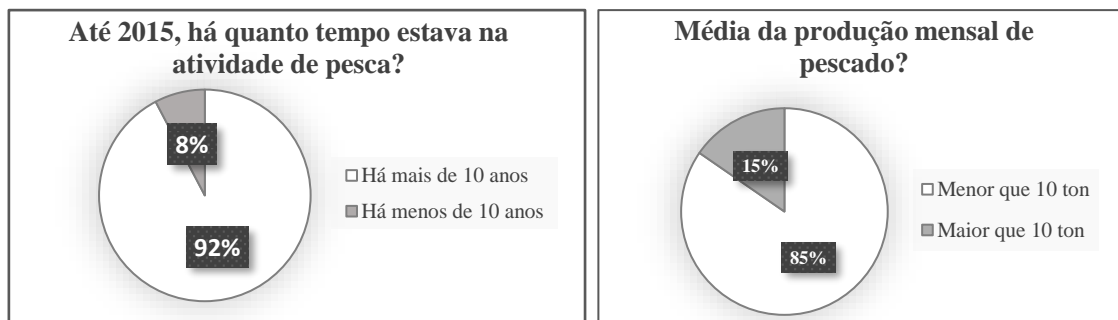 Até 2015, há quanto tempo estava na
atividade de pesca?
8%
92%
Há mais de 10 anos
Há menos de 10 anos
Média da produção mensal de
pescado?
15%
85%
Menor que 10 ton
Maior que 10 ton